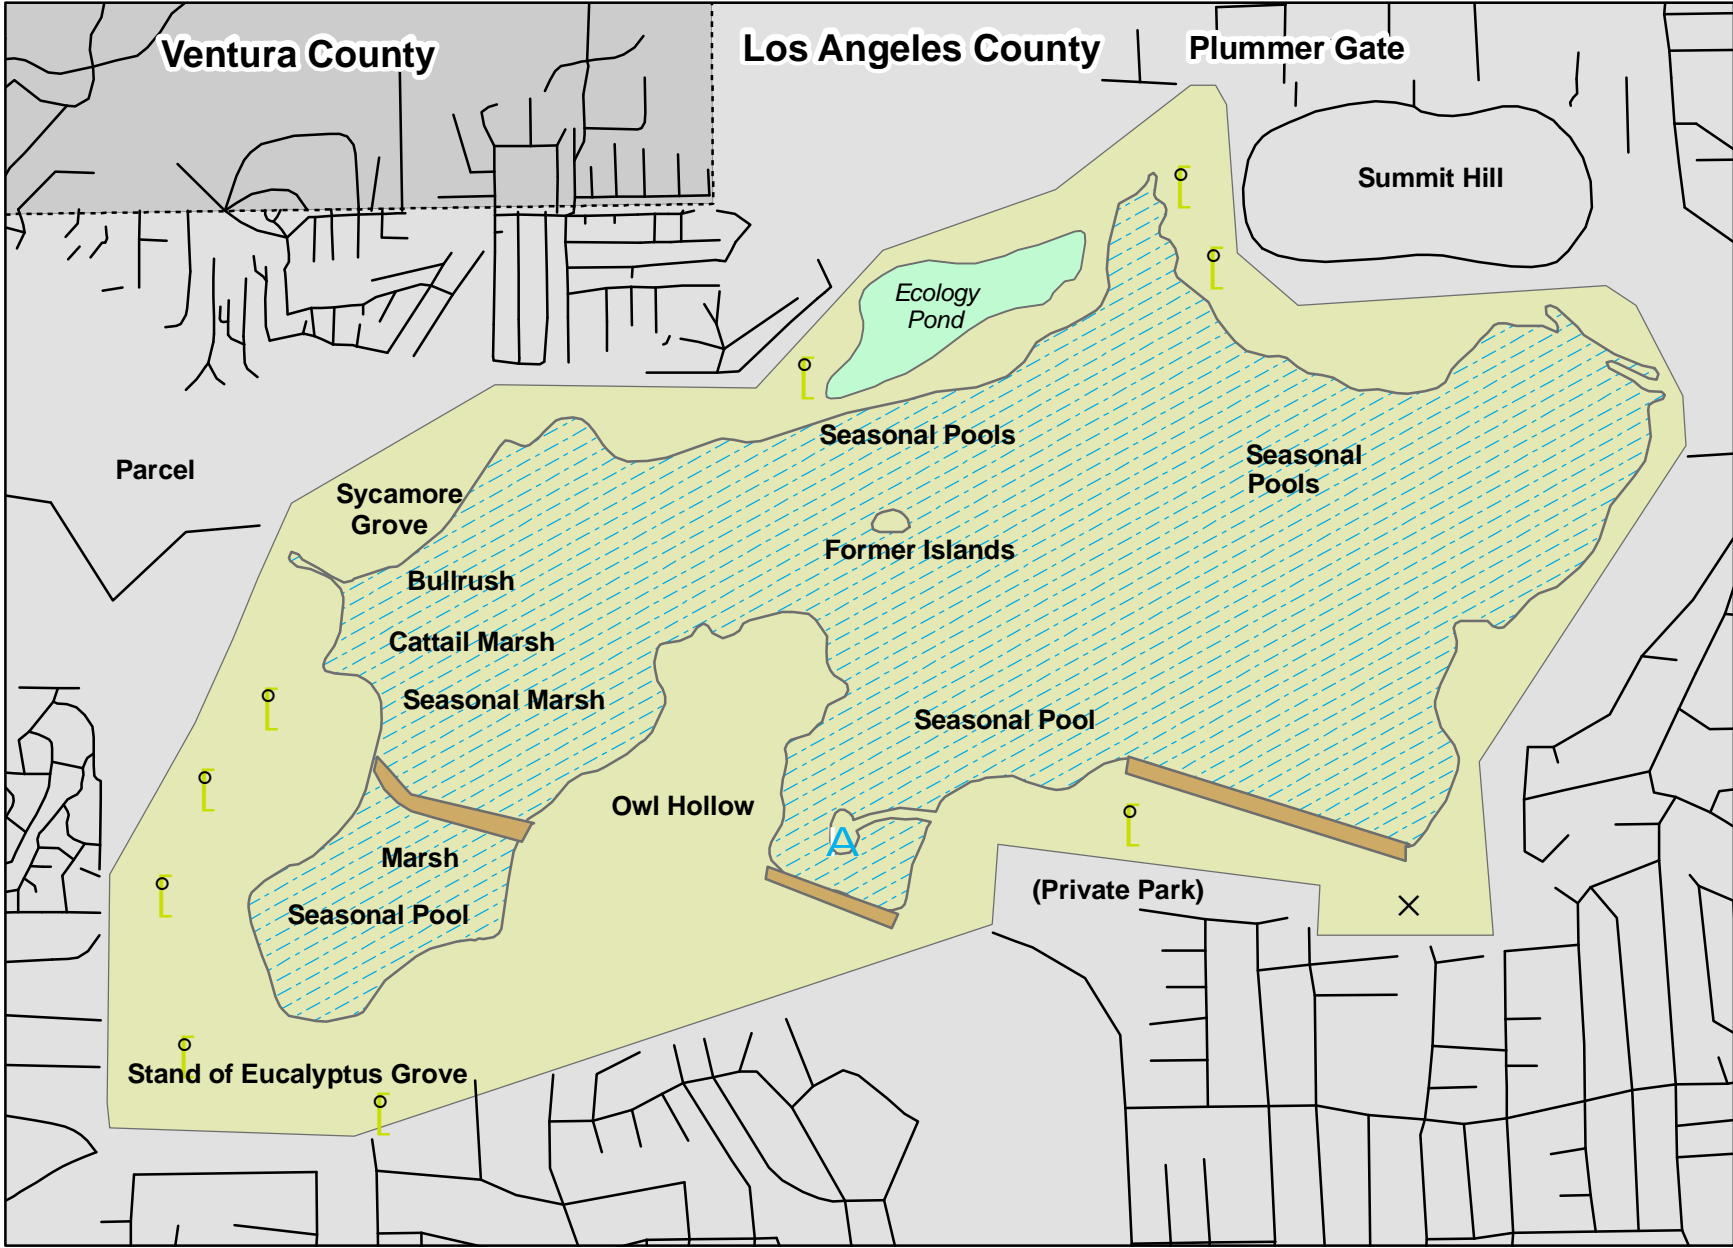 Ventura County
Los Angeles County
Plummer Gate
Summit Hill
Ecology
Pond
Seasonal Pools
Seasonal
Pools
Parcel
Sycamore
Grove
Former Islands
Bullrush
Cattail Marsh
Seasonal Marsh
Seasonal Pool
Owl Hollow
A
Marsh
(Private Park)
Seasonal Pool
Stand of Eucalyptus Grove